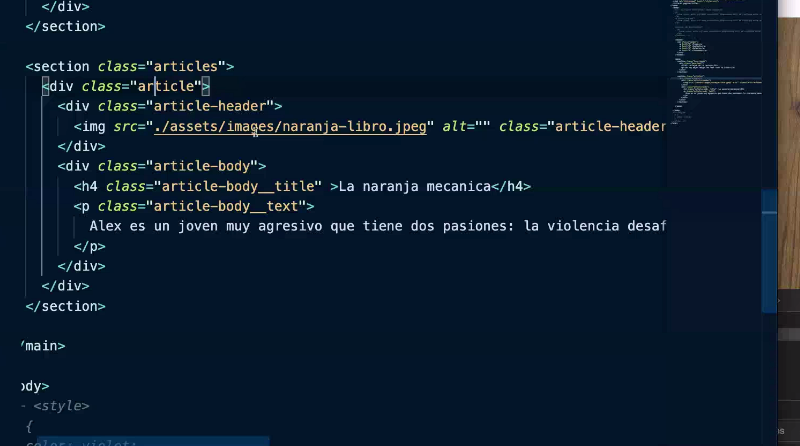 </div>
</section>
<section class="articles">
<div class="article">
<div class="article-header">
<img src="./assets/images/naranja-libro.jpeg" alt="" class="article-header
</div>
<div class="article-body">
<h4 class="article-body__title" >La naranja mecanica</h4>
<p class="article-body__text">
Alex es un joven muy agresivo que tiene dos pasiones: la violencia desaf
</p>
</div>
</div>
</section>
/main>
ody>
<style>
{